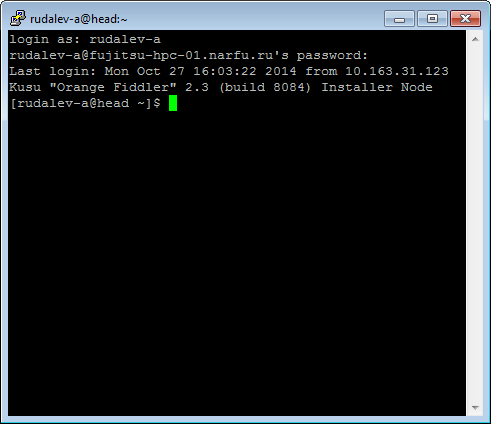 rudalev-a@head:~
login as: rudalev-a
rudalev-a@fujitsu-hpc-01.narfu.ru's password:
Last login: Mon Oct 27 16:03:22 2014 from 10.163.31.123
Kusu "Orange Fiddler" 2.3 (build 8084) Installer Node
[rudalev-a@head ~]$